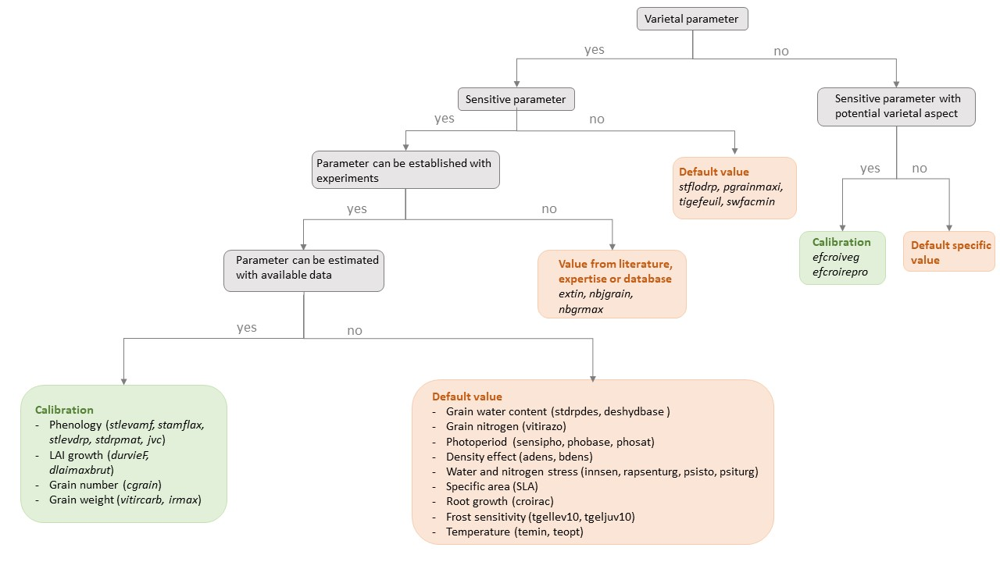 Varietal parameter
yes
no
Sensitive parameter
Sensitive parameter with
potential varietal aspect
yes
no
Parameter can be established with
experiments
Default value
stflodrp, pgrainmaxi,
tigefeuil, swfacmin
yes
no
yes
no
Calibration
efcroiveg
efcroirepro
Default specific
value
Parameter can be estimated
with available data
Value from literature,
expertise or database
extin, nbjgrain,
nbgrmax
yes
no
Calibration
- Phenology (stlevamf, stamflax,
stlevdrp, stdrpmat, jvc)
- LAI growth (durvieF,
dlaimaxbrut)
- Grain number (cgrain)
- Grain weight (vitircarb, irmax)
Default value
- Grain water content (stdrpdes, deshydbase )
- Grain nitrogen (vitirazo)
- Photoperiod (sensipho, phobase, phosat)
- Density effect (adens, bdens)
- Water and nitrogen stress (innsen, rapsenturg, psisto, psiturg)
- Specific area (SLA)
- Root growth (croirac)
- Frost sensitivity (tgellev10, tgeljuv10)
- Temperature (temin, teopt)